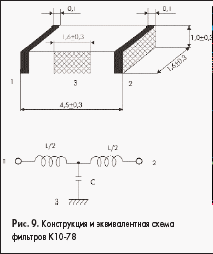 0,1
0,1
1,6±0,3
1,0±0,3
1,6±0,3
1
3
2
4,5±0,3
L/2
L/2
1
2
C
3
Рис. 9. Конструкция и эквивалентная схема
фильтров К10-78